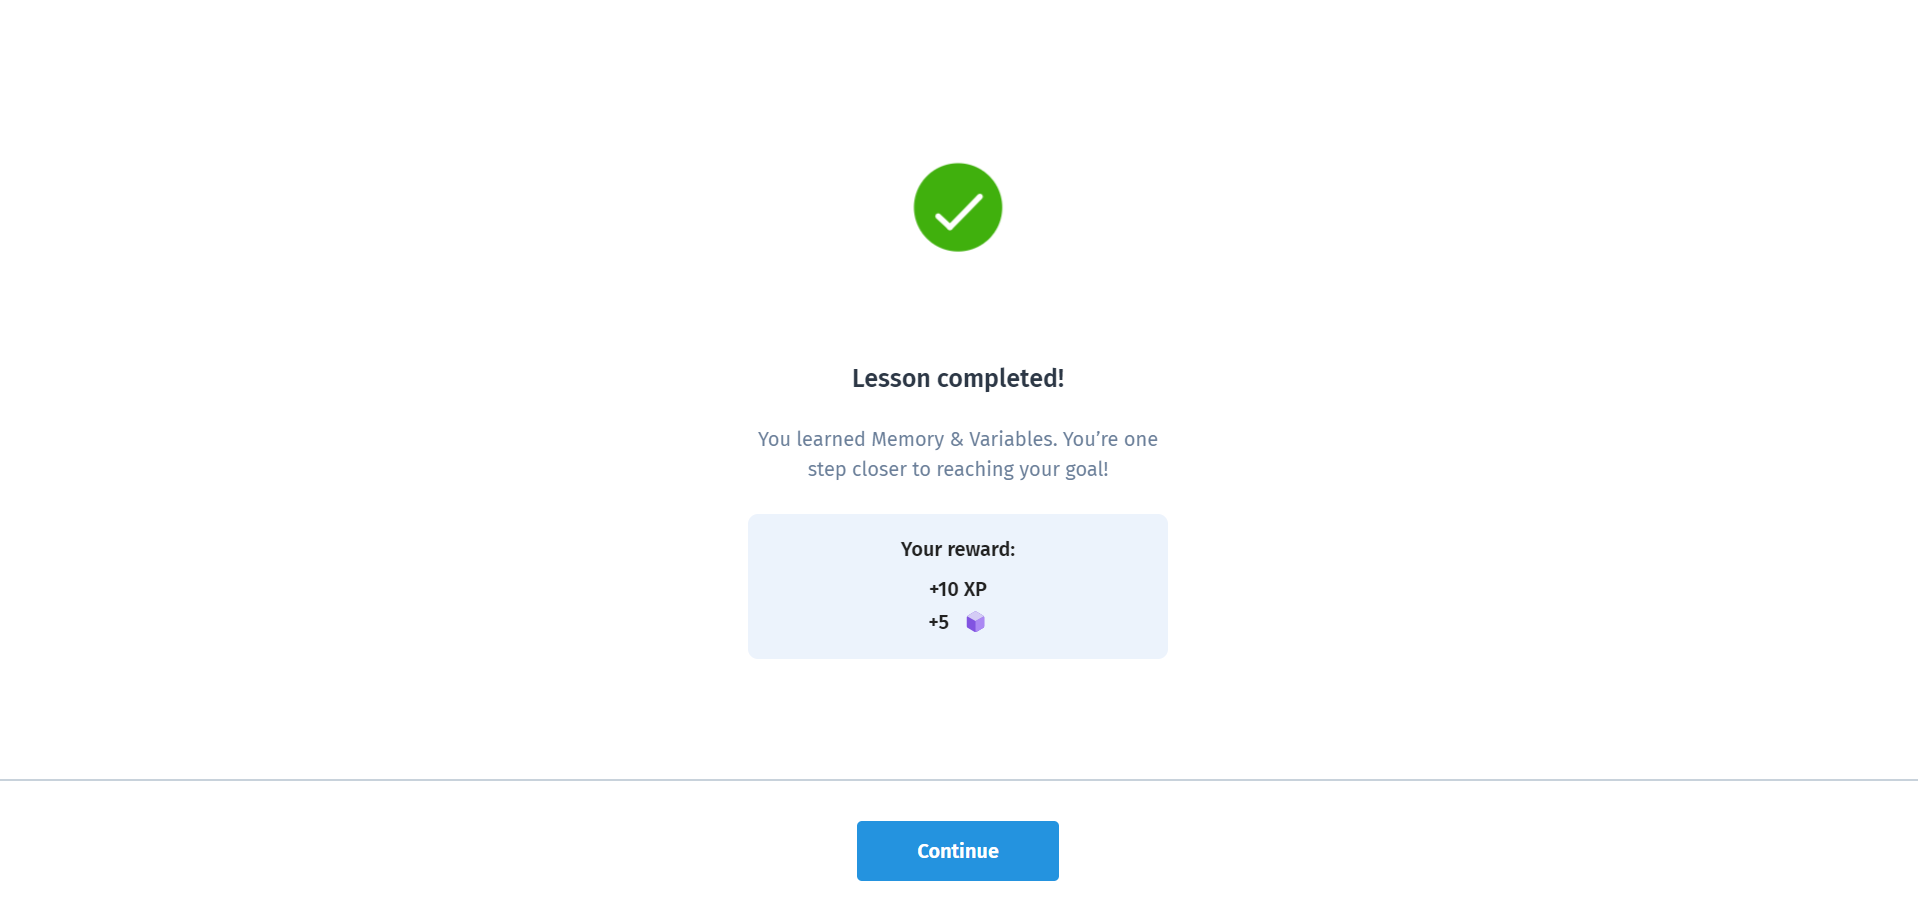 Lesson completed!
You learned Memory & Variables. You’re one
step closer to reaching your goal!
Your reward:
+10 XP
+5
Continue